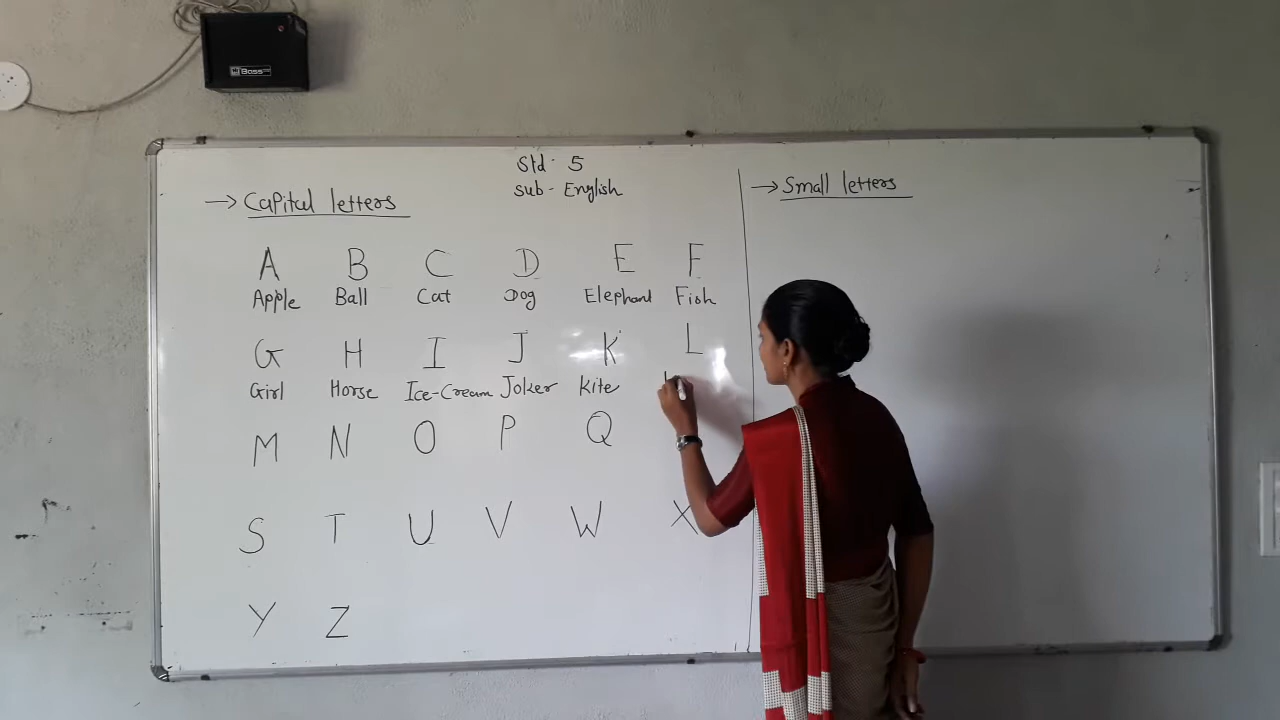 Boss
Std - 5
Sub - English
→ Capital letters
A B C D E F
Apple Ball Cat Dog Elephant Fish
G H I J K L
Girl Horse Ice-Cream Joker Kite
M N O P Q
S T U V W X
Y Z
→ Small letters